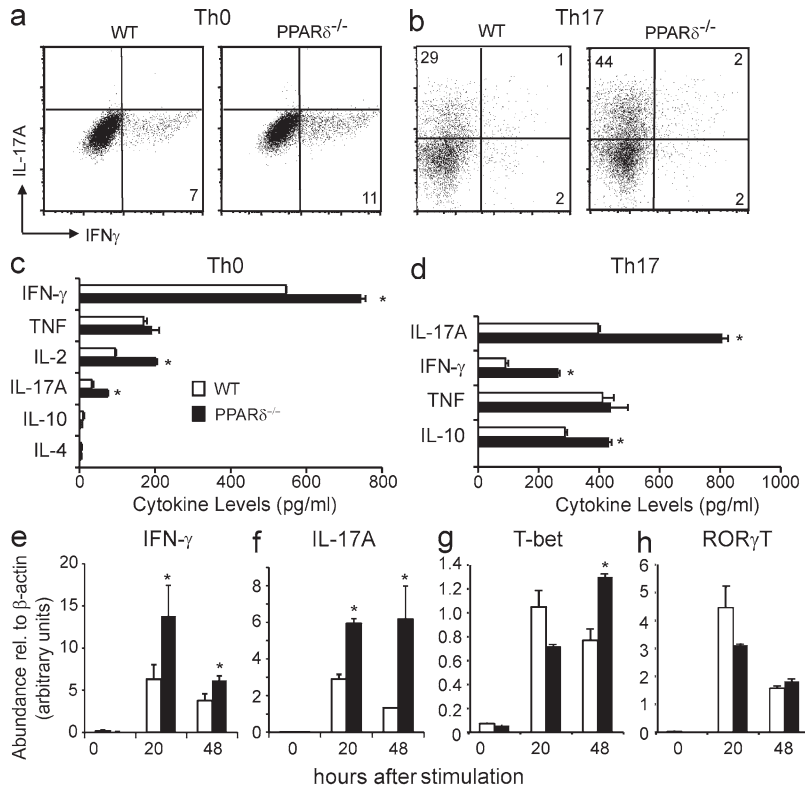 a Th0 b Th17
WT PPARδ-/- WT PPARδ-/-
29 1 44 2
IL-17A
7 11 2 2
IFNγ
c Th0 d Th17
IFN-γ *
TNF
IL-2 *
IL-17A *
IL-10
IL-4
WT
PPARδ-/-
0 200 400 600 800
Cytokine Levels (pg/ml)
IL-17A *
IFN-γ *
TNF
IL-10 *
0 200 400 600 800 1000
Cytokine Levels (pg/ml)
e IFN-γ f IL-17A g T-bet h RORγT
Abundance rel. to β-actin
(arbitrary units)
20
15
10
5
0
* *
0 20 48
8
6
4
2
0
* *
0 20 48
1.4
1.2
1.0
0.8
0.6
0.4
0.2
0
*
0 20 48
6
5
4
3
2
1
0
0 20 48
hours after stimulation